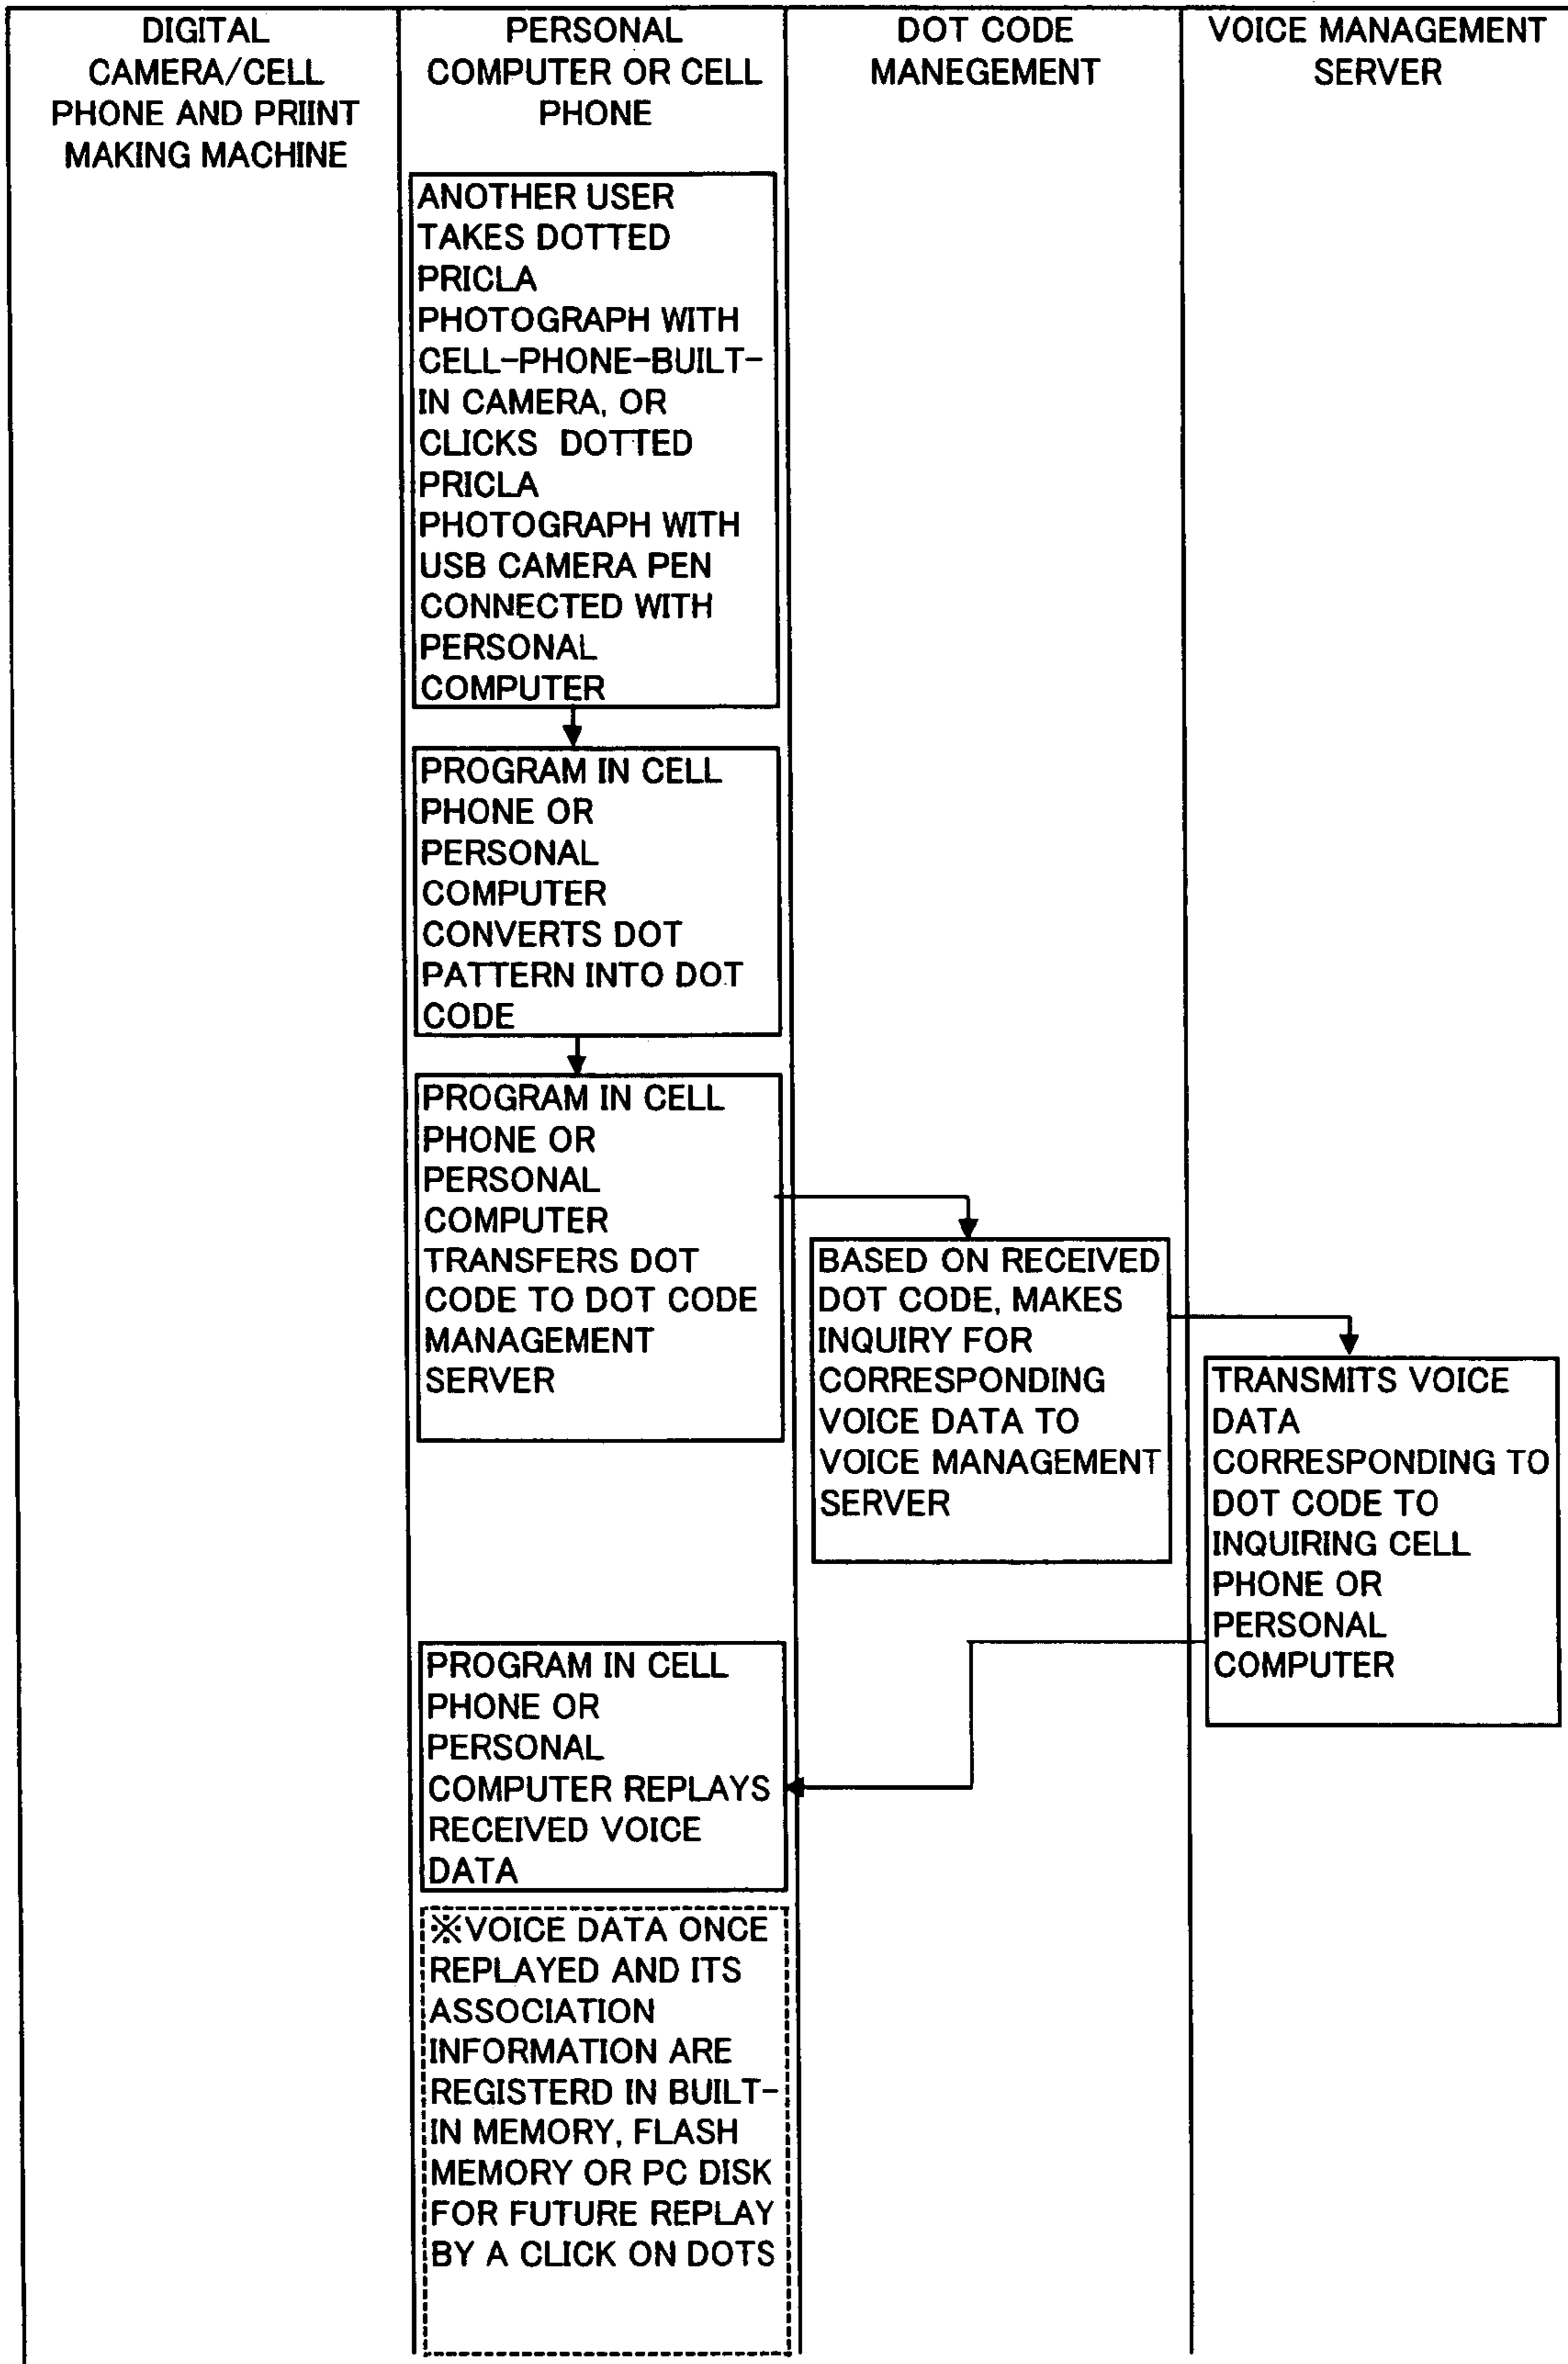 DIGITAL
CAMERA/CELL
PHONE AND PRIINT
MAKING MACHINE
PERSONAL
COMPUTER OR CELL
PHONE
DOT CODE
MANEGEMENT
VOICE MANAGEMENT
SERVER
ANOTHER USER
TAKES DOTTED
PRICLA
PHOTOGRAPH WITH
CELL-PHONE-BUILT-
IN CAMERA, OR
CLICKS DOTTED
PRICLA
PHOTOGRAPH WITH
USB CAMERA PEN
CONNECTED WITH
PERSONAL
COMPUTER
PROGRAM IN CELL
PHONE OR
PERSONAL
COMPUTER
CONVERTS DOT
PATTERN INTO DOT
CODE
PROGRAM IN CELL
PHONE OR
PERSONAL
COMPUTER
TRANSFERS DOT
CODE TO DOT CODE
MANAGEMENT
SERVER
BASED ON RECEIVED
DOT CODE, MAKES
INQUIRY FOR
CORRESPONDING
VOICE DATA TO
VOICE MANAGEMENT
SERVER
TRANSMITS VOICE
DATA
CORRESPONDING TO
DOT CODE TO
INQUIRING CELL
PHONE OR
PERSONAL
COMPUTER
PROGRAM IN CELL
PHONE OR
PERSONAL
COMPUTER REPLAYS
RECEIVED VOICE
DATA
※VOICE DATA ONCE
REPLAYED AND ITS
ASSOCIATION
INFORMATION ARE
REGISTERD IN BUILT-
IN MEMORY, FLASH
MEMORY OR PC DISK
FOR FUTURE REPLAY
BY A CLICK ON DOTS